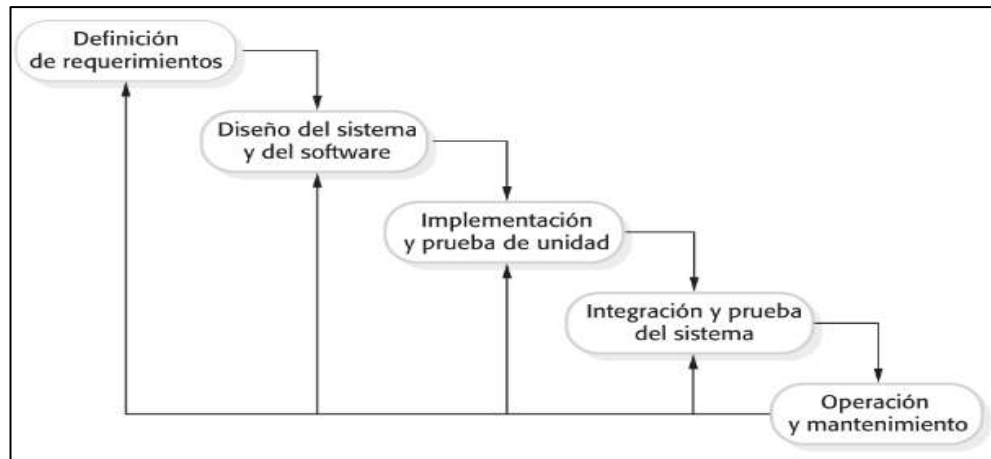 Definición
de requerimientos
Diseño del sistema
y del software
Implementación
y prueba de unidad
Integración y prueba
del sistema
Operación
y mantenimiento